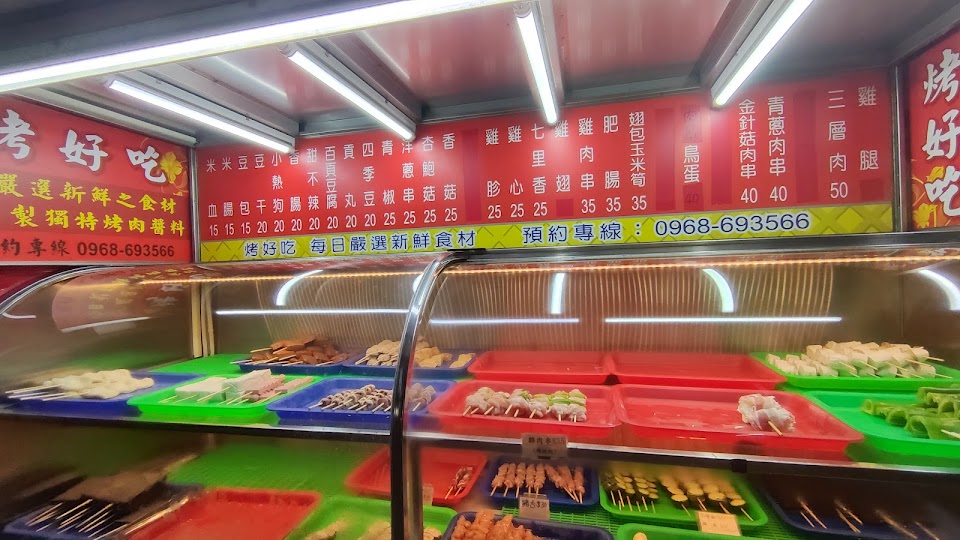 考好吃
嚴選新鮮之食材
製獨特烤肉醬料
約專線 0968-693566
米血 15
米腸 15
豆包 15
豆干 20
小熱狗 20
香腸 20
甜不辣 20
百頁豆腐 20
貢丸 20
四季豆 20
青椒 25
洋蔥串 25
杏鮑菇 25
香菇 25
雞胗 25
雞心 25
七里香 25
雞翅
雞肉串 35
肥腸 35
翅包玉米筍 35
鳥蛋
金針菇肉串 40
青蔥肉串 40
三層肉 50
雞腿
烤好吃 每日嚴選新鮮食材 預約專線：0968-693566
烤好吃